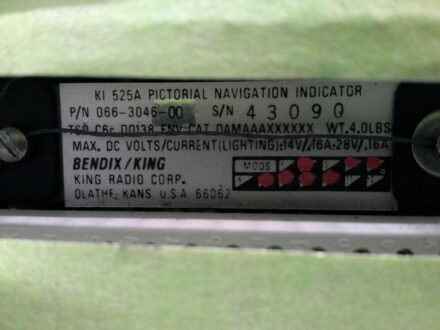 KI 525A PICTORIAL NAVIGATION INDICATOR
P/N 066-3046-00 S/N 43090
TSO C6c DO138 ENV. CAT. DAMAAAXXXXXX WT. 4.0LBS
MAX. DC VOLTS/CURRENT(LIGHTING):14V/.16A-28V/.16A
BENDIX/KING MODS
KING RADIO CORP.
OLATHE, KANS. U.S.A. 66062